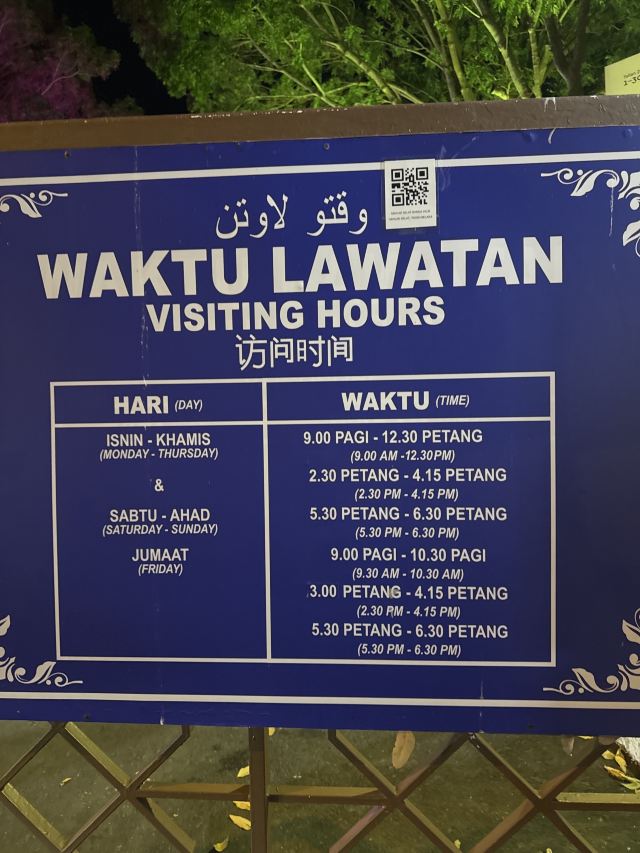 وقتو لاوتن
WAKTU LAWATAN
VISITING HOURS
访问时间
HARI (DAY)
WAKTU (TIME)
ISNIN - KHAMIS
(MONDAY - THURSDAY)
&
SABTU - AHAD
(SATURDAY - SUNDAY)
9.00 PAGI - 12.30 PETANG
(9.00 AM -12.30PM)
2.30 PETANG - 4.15 PETANG
(2.30 PM - 4.15 PM)
5.30 PETANG - 6.30 PETANG
(5.30 PM - 6.30 PM)
JUMAAT
(FRIDAY)
9.00 PAGI - 10.30 PAGI
(9.30 AM - 10.30 AM)
3.00 PETANG - 4.15 PETANG
(2.30 PM - 4.15 PM)
5.30 PETANG - 6.30 PETANG
(5.30 PM - 6.30 PM)